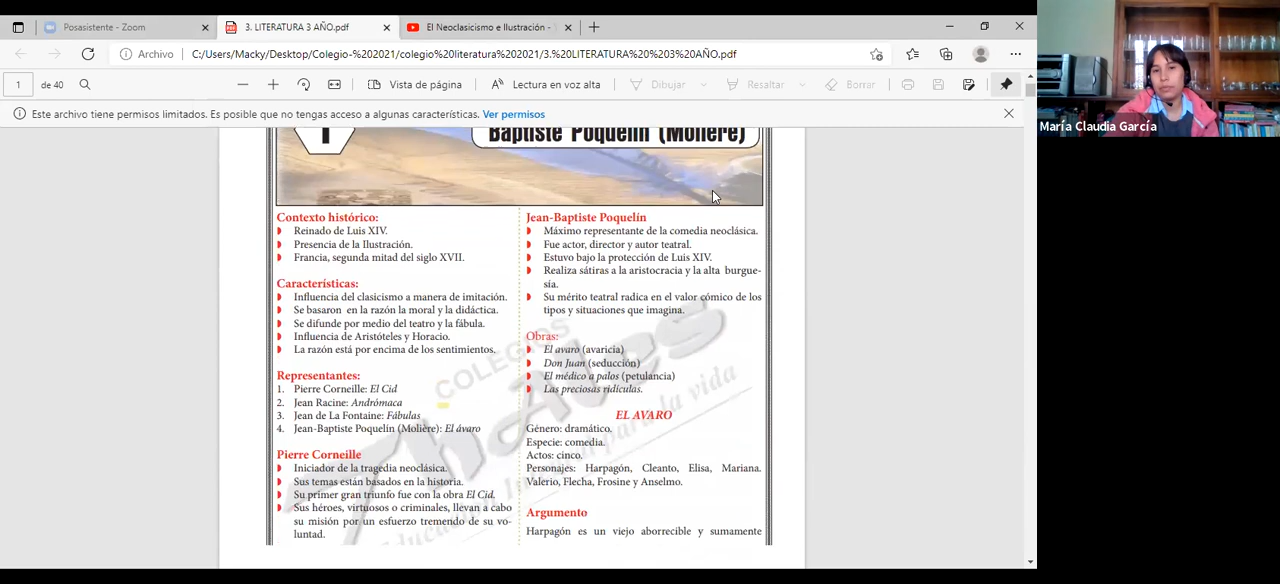 Posasistente - Zoom
3. LITERATURA 3 AÑO.pdf
El Neoclasicismo e Ilustración -
Archivo
C:/Users/Macky/Desktop/Colegio-%202021/colegio%20literatura%202021/3.%20LITERATURA%203%20AÑO.pdf
1 de 40
Vista de página
Lectura en voz alta
Dibujar
Resaltar
Borrar
Este archivo tiene permisos limitados. Es posible que no tengas acceso a algunas características. Ver permisos
María Claudia García
1
Baptiste Poquelín (Molière)
Contexto histórico:
Reinado de Luis XIV.
Presencia de la Ilustración.
Francia, segunda mitad del siglo XVII.
Características:
Influencia del clasicismo a manera de imitación.
Se basaron en la razón la moral y la didáctica.
Se difunde por medio del teatro y la fábula.
Influencia de Aristóteles y Horacio.
La razón está por encima de los sentimientos.
Representantes:
1. Pierre Corneille: El Cid
2. Jean Racine: Andrómaca
3. Jean de La Fontaine: Fábulas
4. Jean-Baptiste Poquelín (Molière): El ávaro
Pierre Corneille
Iniciador de la tragedia neoclásica.
Sus temas están basados en la historia.
Su primer gran triunfo fue con la obra El Cid.
Sus héroes, virtuosos o criminales, llevan a cabo
su misión por un esfuerzo tremendo de su vo-
luntad.
Jean-Baptiste Poquelín
Máximo representante de la comedia neoclásica.
Fue actor, director y autor teatral.
Estuvo bajo la protección de Luis XIV.
Realiza sátiras a la aristocracia y la alta burgue-
sía.
Su mérito teatral radica en el valor cómico de los
tipos y situaciones que imagina.
Obras:
El avaro (avaricia)
Don Juan (seducción)
El médico a palos (petulancia)
Las preciosas ridículas.
EL AVARO
Género: dramático.
Especie: comedia.
Actos: cinco.
Personajes: Harpagón, Cleanto, Elisa, Mariana.
Valerio, Flecha, Frosine y Anselmo.
Argumento
Harpagón es un viejo aborrecible y sumamente
COLEGIOS
Thales
para la vida